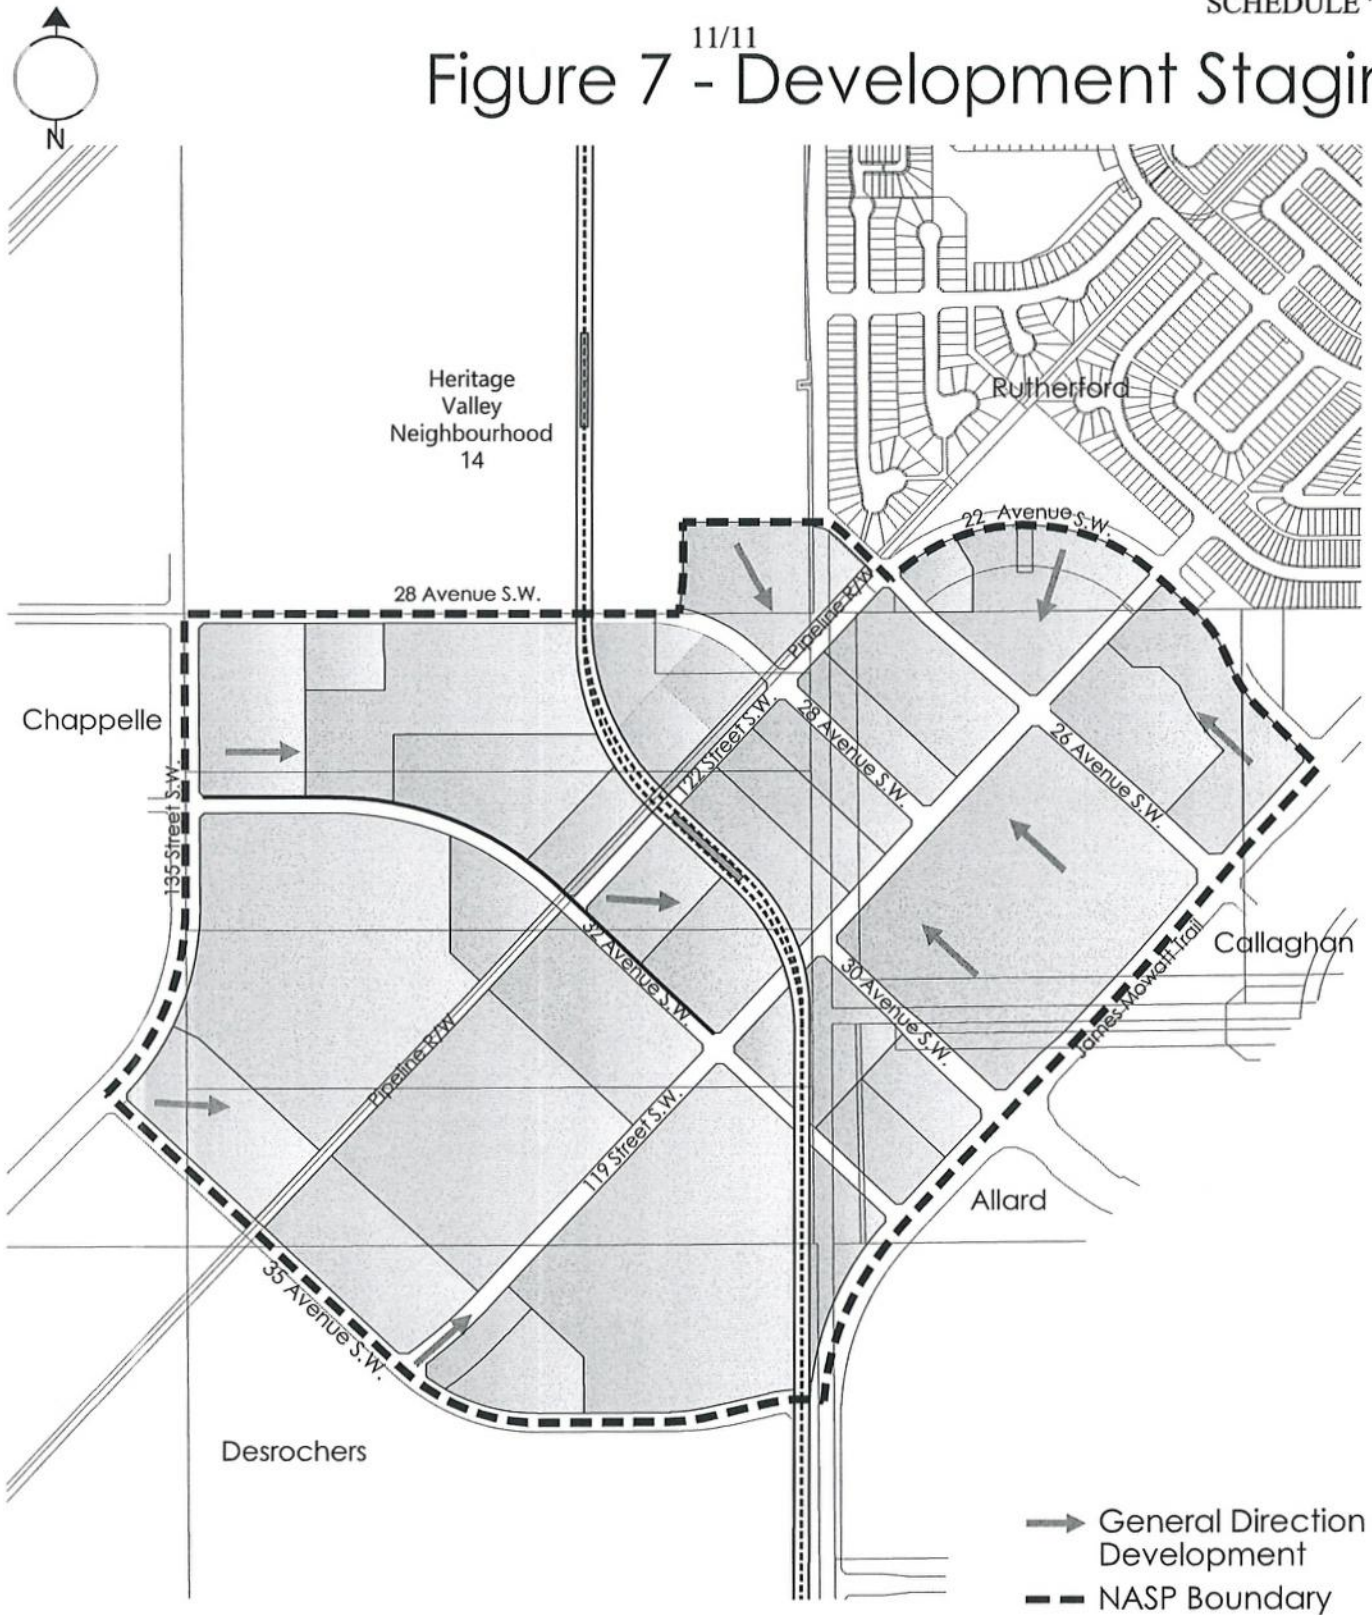 SCHEDULE
11/11
Figure 7 - Development Stagin
N
Heritage
Valley
Neighbourhood
14
Rutherford
22 Avenue S.W.
28 Avenue S.W.
Pipeline R/W
Chappelle
122 Street S.W.
28 Avenue S.W.
26 Avenue S.W.
135 Street S.W.
32 Avenue S.W.
30 Avenue S.W.
Callaghan
James Mowatt Trail
Pipeline R/W
119 Street S.W.
Allard
35 Avenue S.W.
Desrochers
General Direction
Development
NASP Boundary